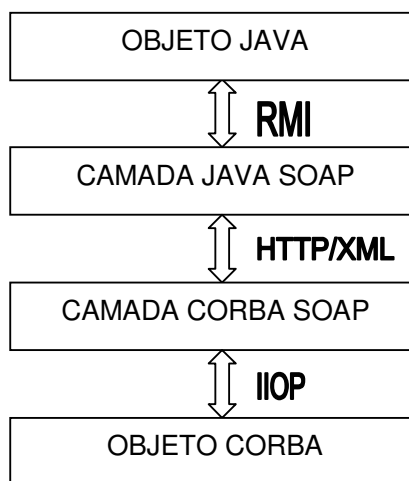 OBJETO JAVA
RMI
CAMADA JAVA SOAP
HTTP/XML
CAMADA CORBA SOAP
IIOP
OBJETO CORBA